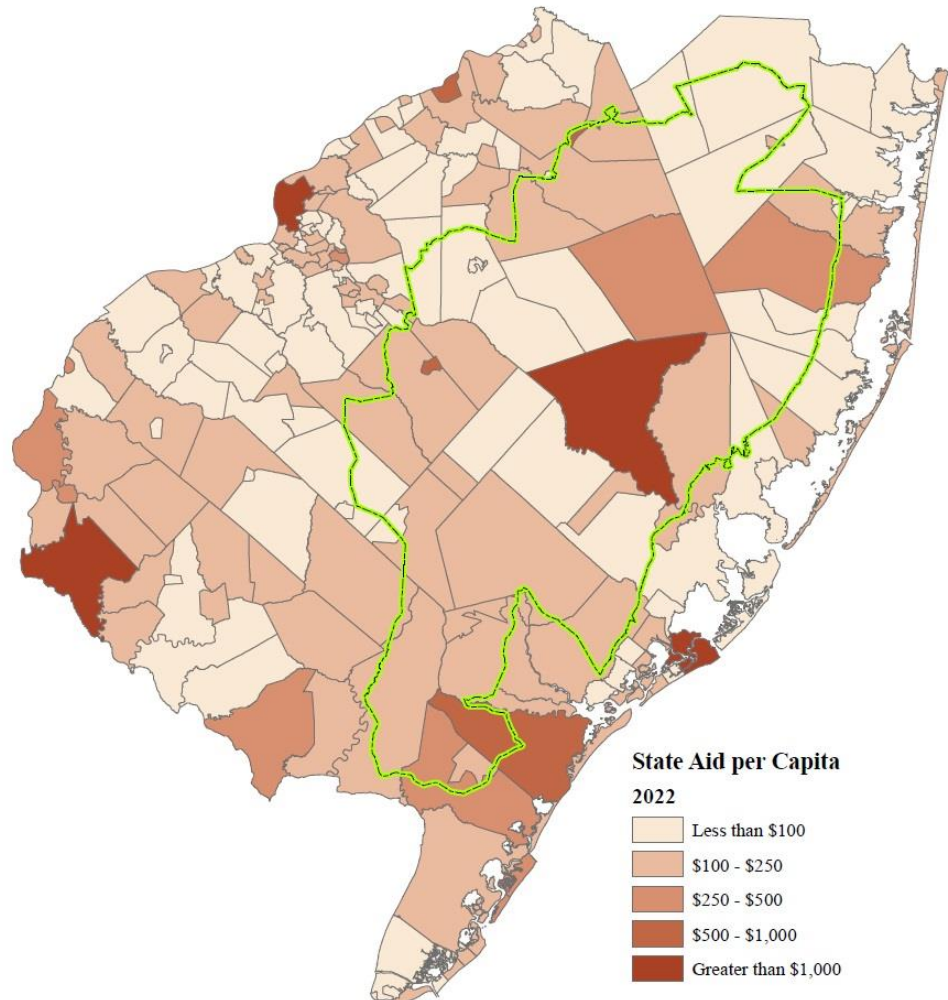 State Aid per Capita
2022
Less than $100
$100 - $250
$250 - $500
$500 - $1,000
Greater than $1,000